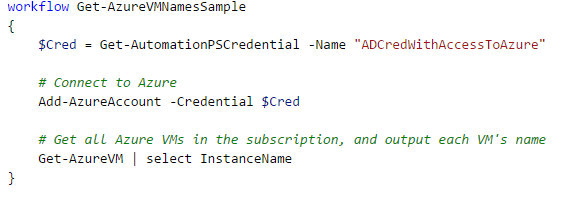 workflow Get-AzureVMNamesSample
{
$Cred = Get-AutomationPSCredential -Name "ADCredWithAccessToAzure"
# Connect to Azure
Add-AzureAccount -Credential $Cred
# Get all Azure VMs in the subscription, and output each VM's name
Get-AzureVM | select InstanceName
}